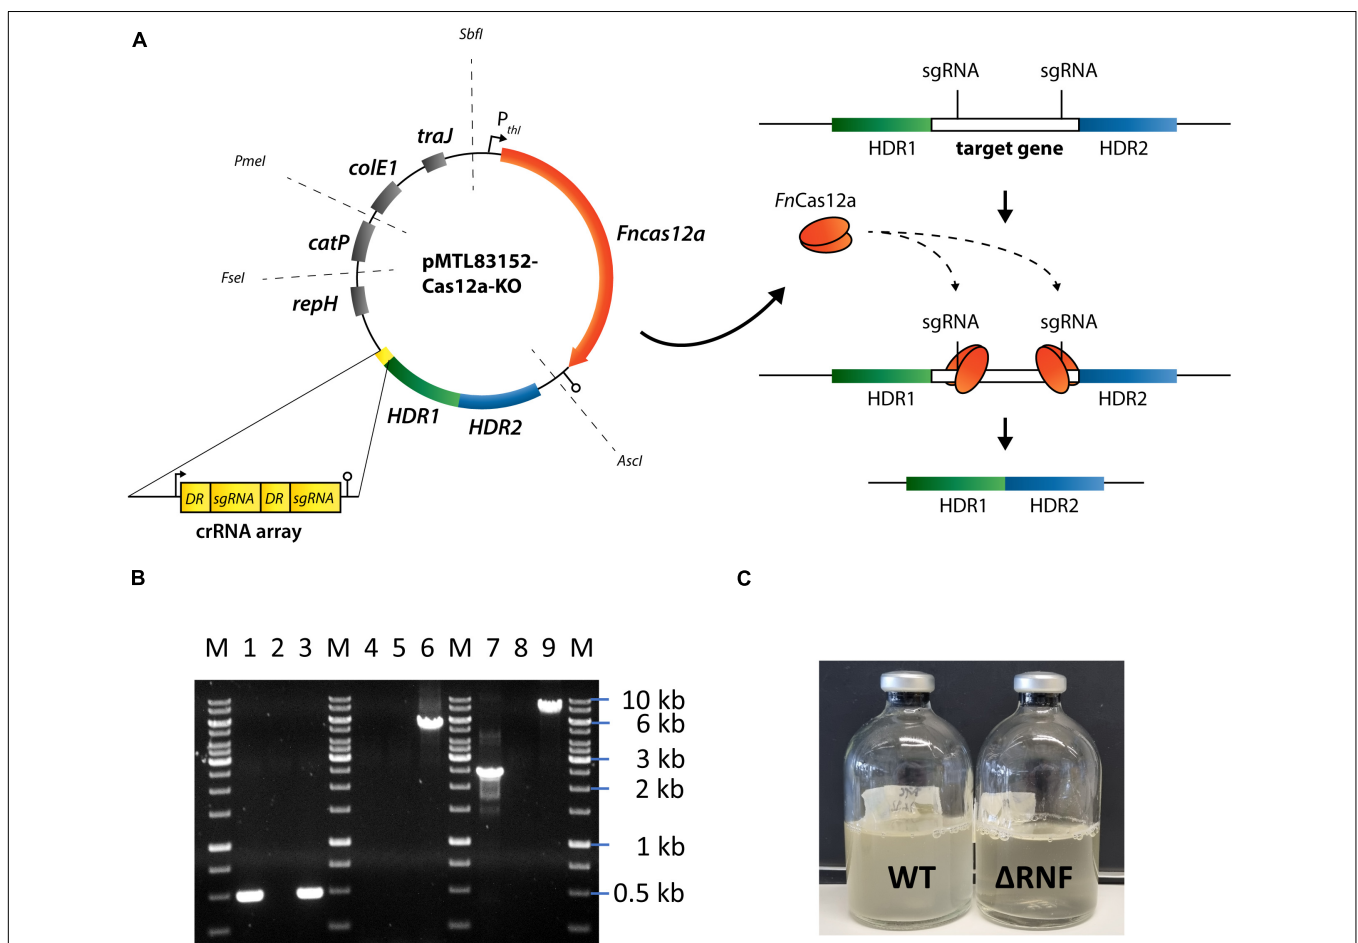 A
SbfI
PthI
traJ
PmeI
colE1
catP
FseI
repH
pMTL83152-
Cas12a-KO
Fncas12a
HDR1
HDR2
AscI
DR sgRNA DR sgRNA
crRNA array
sgRNA sgRNA
HDR1 target gene HDR2
FnCas12a
sgRNA sgRNA
HDR1 HDR2
HDR1 HDR2
B
M 1 2 3 M 4 5 6 M 7 8 9 M
10 kb
6 kb
3 kb
2 kb
1 kb
0.5 kb
C
WT ΔRNF